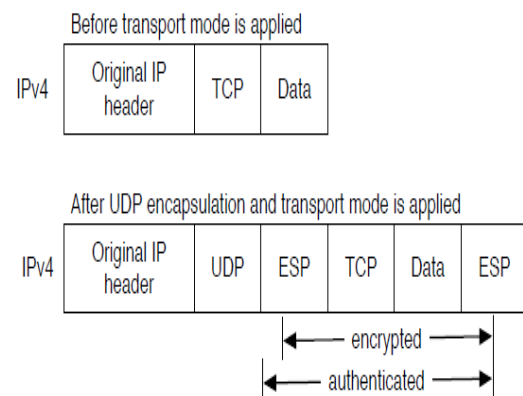 Before transport mode is applied
IPv4 Original IP header TCP Data
After UDP encapsulation and transport mode is applied
IPv4 Original IP header UDP ESP TCP Data ESP
encrypted
authenticated